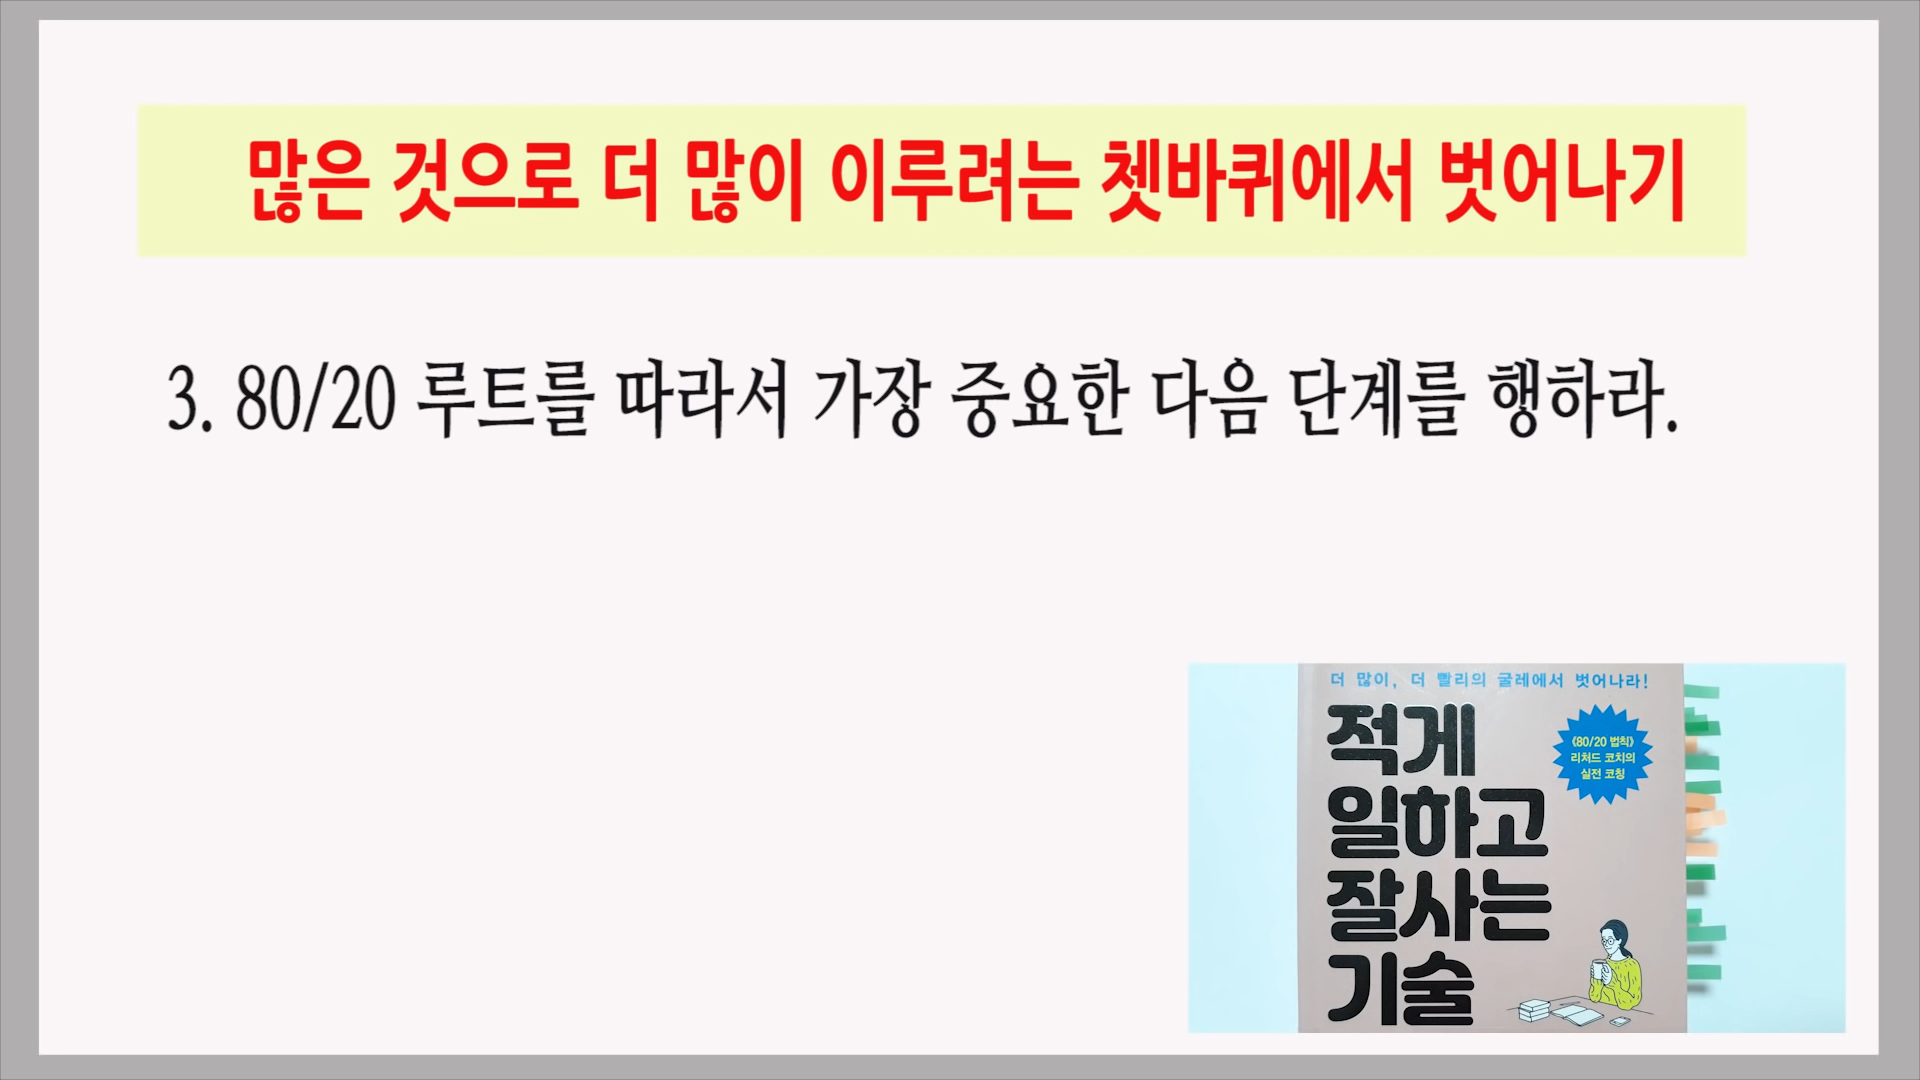 많은 것으로 더 많이 이루려는 쳇바퀴에서 벗어나기
3. 80/20 루트를 따라서 가장 중요한 다음 단계를 행하라.
더 많이, 더 빨리의 굴레에서 벗어나라!
적게
일하고
잘사는
기술
《80/20 법칙》
리처드 코치의
실전 코칭